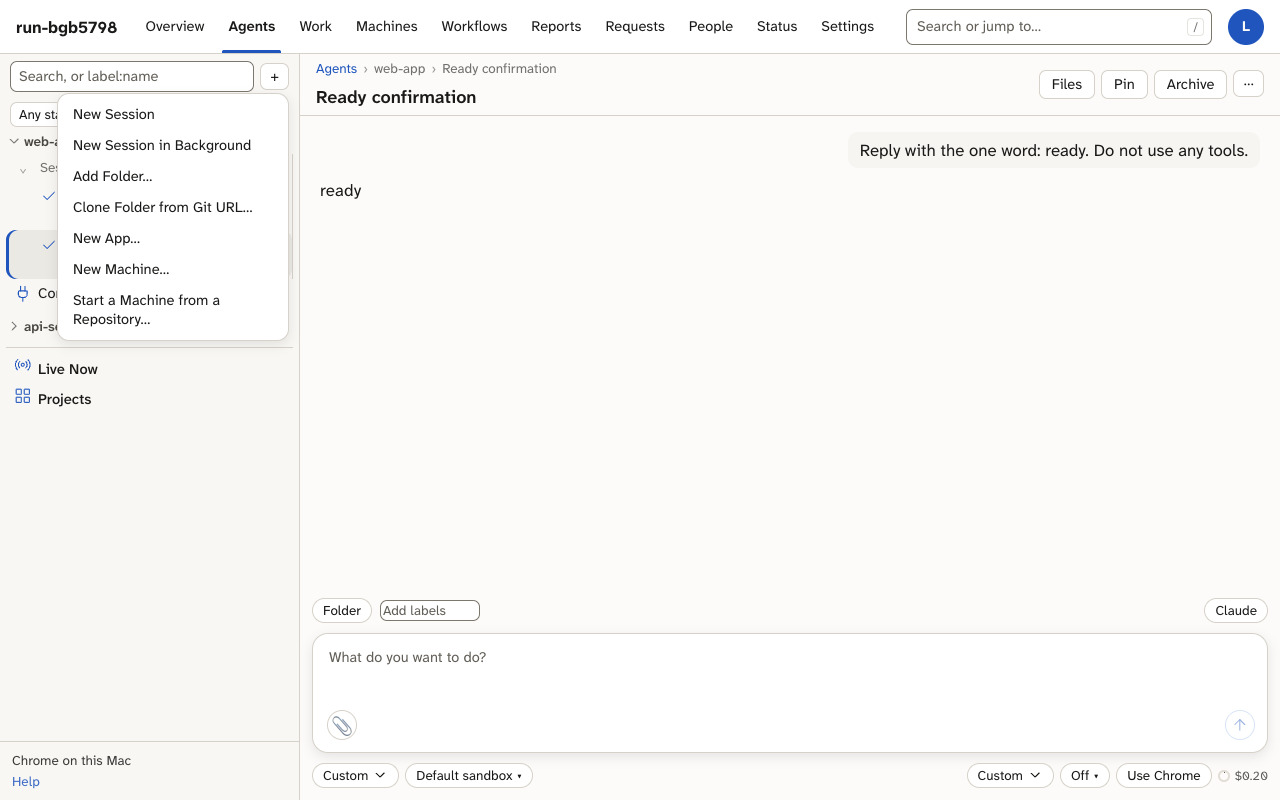 run-bgb5798 Overview Agents Work Machines Workflows Reports Requests People Status Settings Search or jump to... / L
Search, or label:name +
Any
New Session
New Session in Background
Add Folder...
Clone Folder from Git URL...
New App...
New Machine...
Start a Machine from a
Repository...
Live Now
Projects
Chrome on this Mac
Help
Agents › web-app › Ready confirmation
Ready confirmation
Files Pin Archive ...
Reply with the one word: ready. Do not use any tools.
ready
Folder Add labels Claude
What do you want to do?
Custom Default sandbox Custom Off Use Chrome $0.20